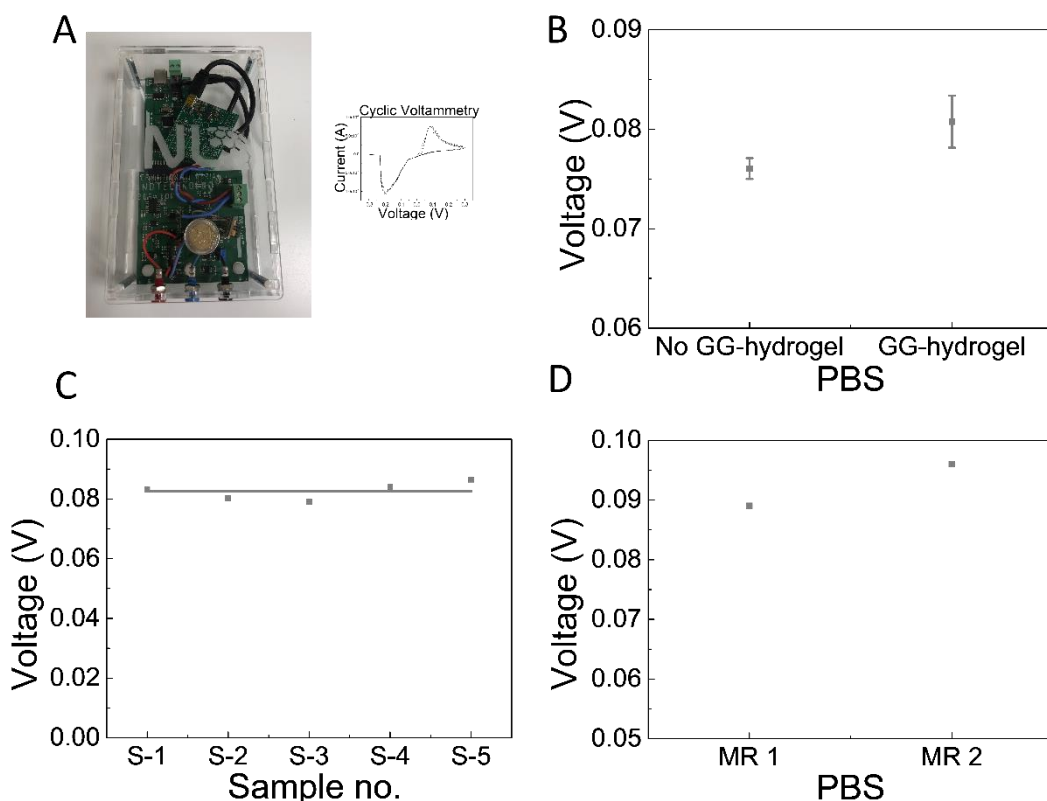 A
Cyclic Voltammetry
Current (A)
Voltage (V)
B
0.09
0.08
0.07
0.06
Voltage (V)
No GG-hydrogel
GG-hydrogel
PBS
C
0.10
0.08
0.06
0.04
0.02
0.00
Voltage (V)
S-1
S-2
S-3
S-4
S-5
Sample no.
D
0.10
0.09
0.08
0.07
0.06
0.05
Voltage (V)
MR 1
MR 2
PBS